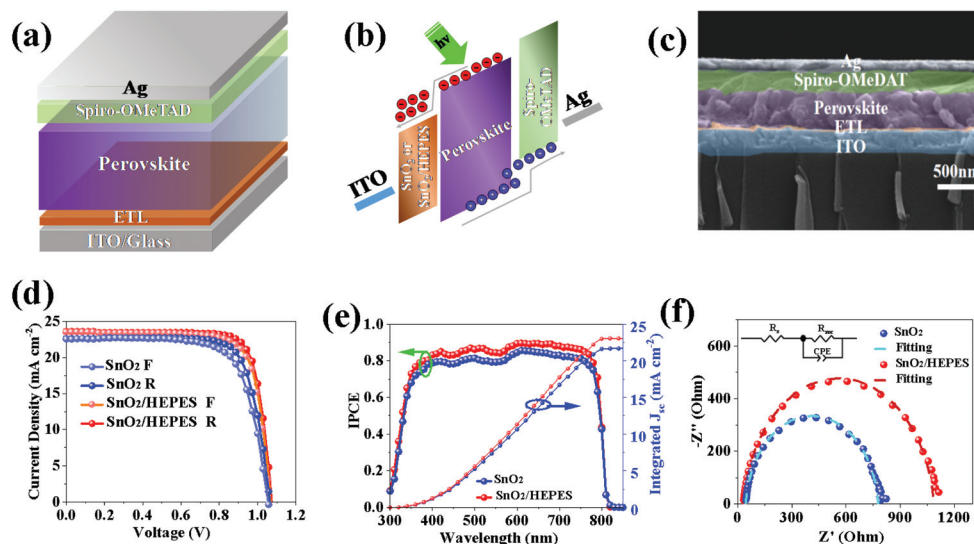 (a)
Ag
Spiro-OMeTAD
Perovskite
ETL
ITO/Glass
(b)
hν
ITO
SnO₂ or
SnO₂/HEPES
Perovskite
Spiro-
OMeTAD
Ag
(c)
Ag
Spiro-OMeDAT
Perovskite
ETL
ITO
500nm
(d)
Current Density (mA cm⁻²)
25
20
15
10
5
0
SnO₂ F
SnO₂ R
SnO₂/HEPES F
SnO₂/HEPES R
0.0 0.2 0.4 0.6 0.8 1.0 1.2
Voltage (V)
(e)
IPCE
1.0
0.8
0.6
0.4
0.2
0.0
SnO₂
SnO₂/HEPES
300 400 500 600 700 800
Wavelength (nm)
30
25
20
15
10
5
0
Integrated Jsc (mA cm⁻²)
(f)
-Z'' (Ohm)
600
400
200
0
Rs
Rrec
CPE
SnO₂
Fitting
SnO₂/HEPES
Fitting
0 300 600 900 1200
Z' (Ohm)